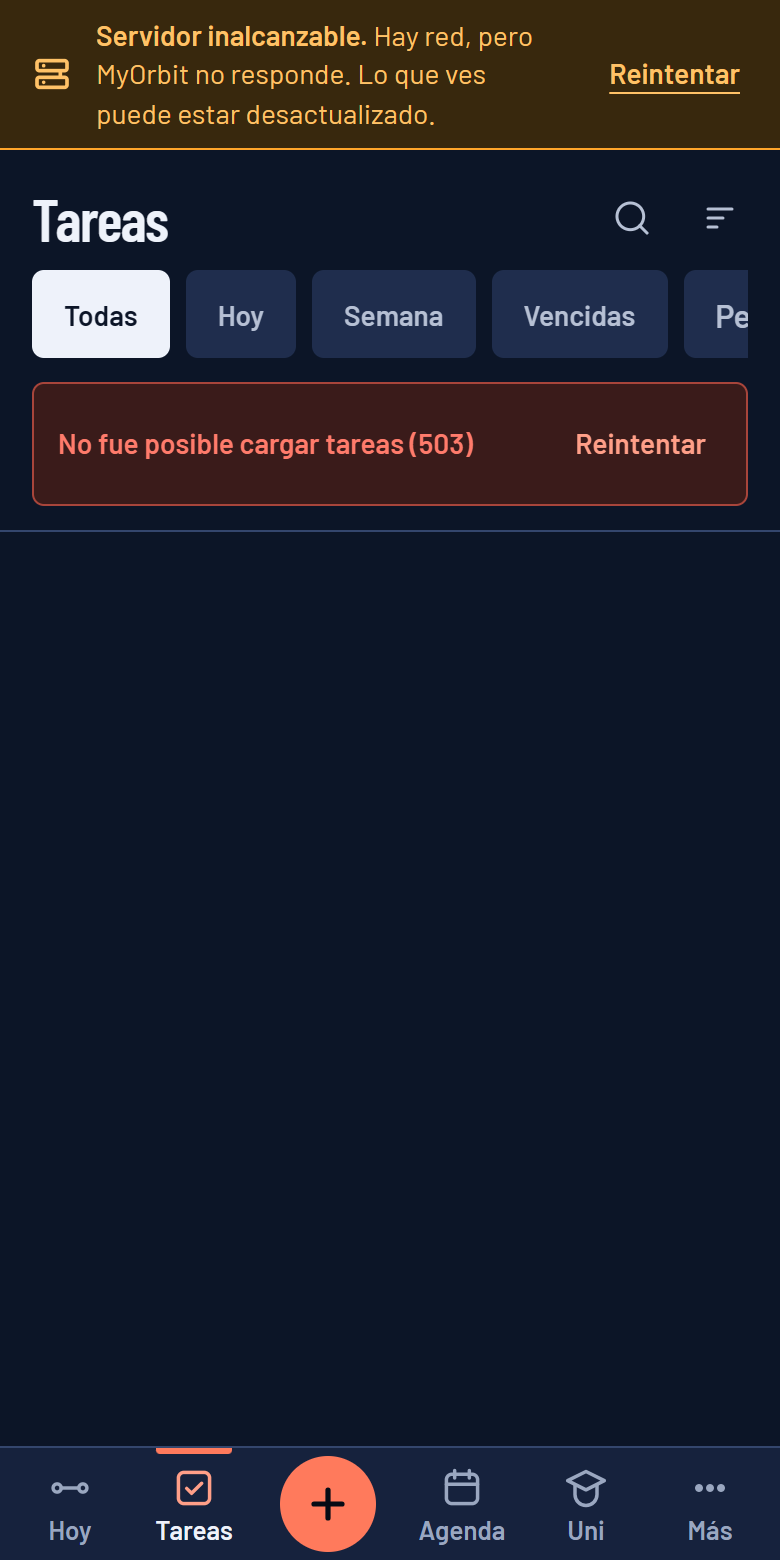 Servidor inalcanzable. Hay red, pero
MyOrbit no responde. Lo que ves
puede estar desactualizado.
Reintentar
Tareas
Todas
Hoy
Semana
Vencidas
Pe
No fue posible cargar tareas (503)
Reintentar
Hoy
Tareas
Agenda
Uni
Más